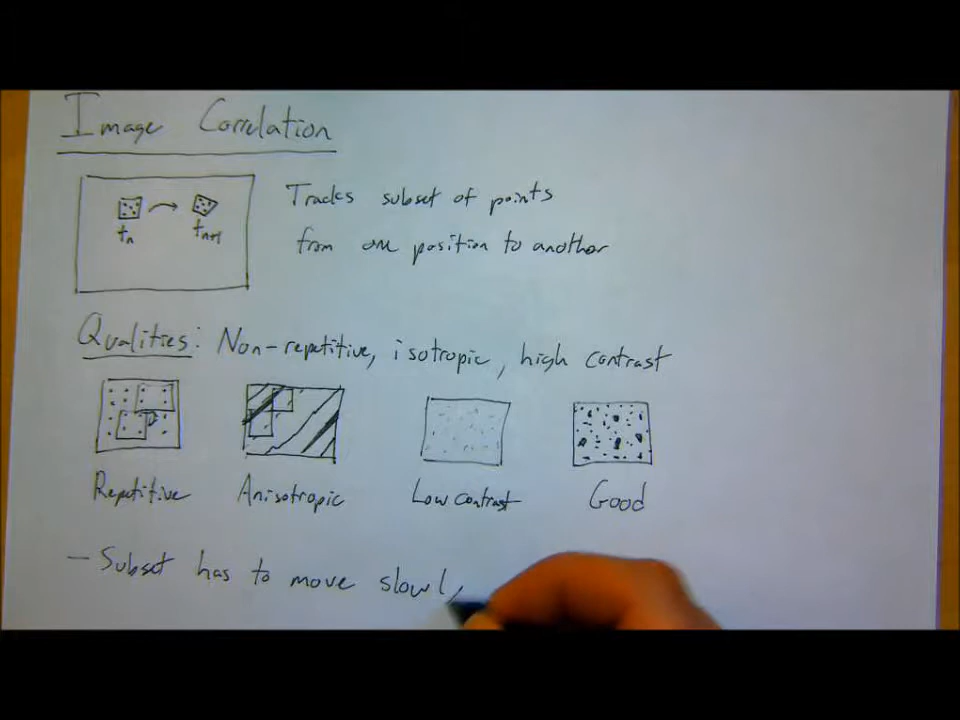 Image Correlation
tn
tn+1
Tracks subset of points
from one position to another
Qualities: Non-repetitive, isotropic, high contrast
Repetitive
Anisotropic
Low contrast
Good
- Subset has to move slowl